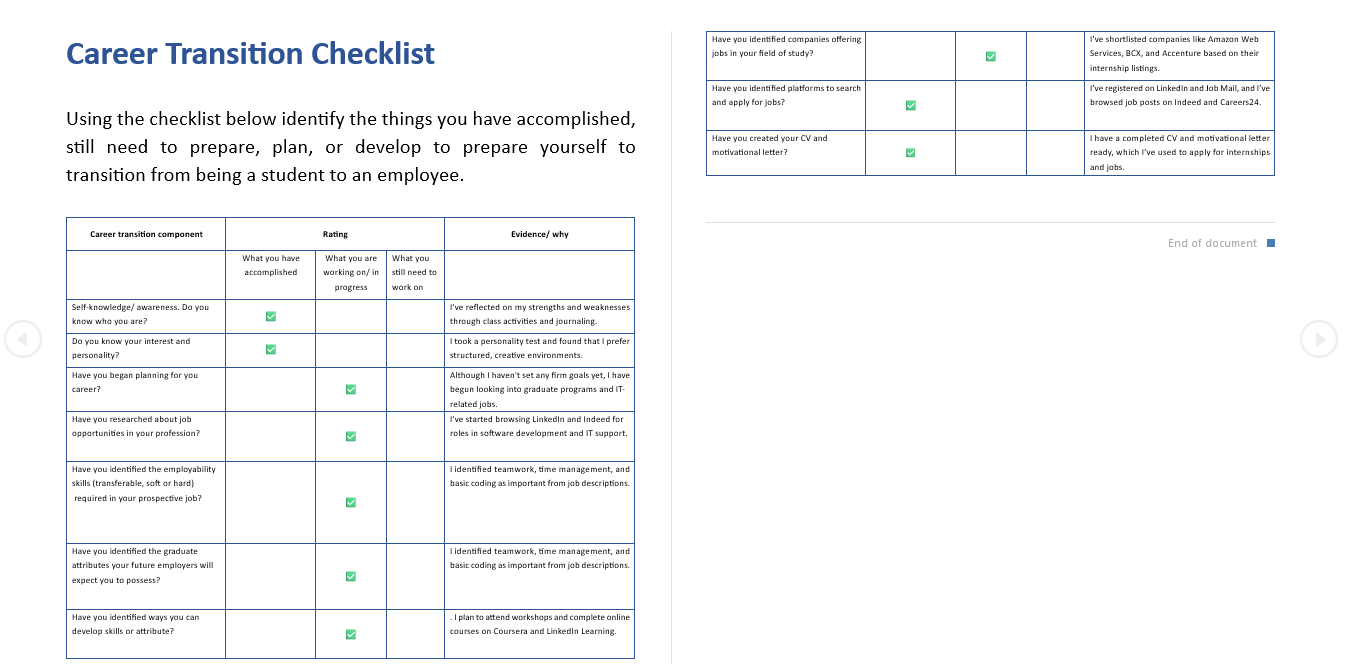 Career Transition Checklist
Using the checklist below identify the things you have accomplished,
still need to prepare, plan, or develop to prepare yourself to
transition from being a student to an employee.
Career transition component
Rating
Evidence/ why
What you have
accomplished
What you are
working on/ in
progress
What you
still need to
work on
Self-knowledge/ awareness. Do you
know who you are?
I've reflected on my strengths and weaknesses
through class activities and journaling.
Do you know your interest and
personality?
I took a personality test and found that I prefer
structured, creative environments.
Have you began planning for you
career?
Although I haven't set any firm goals yet, I have
begun looking into graduate programs and IT-
related jobs.
Have you researched about job
opportunities in your profession?
I've started browsing LinkedIn and Indeed for
roles in software development and IT support.
Have you identified the employability
skills (transferable, soft or hard)
required in your prospective job?
I identified teamwork, time management, and
basic coding as important from job descriptions.
Have you identified the graduate
attributes your future employers will
expect you to possess?
I identified teamwork, time management, and
basic coding as important from job descriptions.
Have you identified ways you can
develop skills or attribute?
. I plan to attend workshops and complete online
courses on Coursera and LinkedIn Learning.
Have you identified companies offering
jobs in your field of study?
I've shortlisted companies like Amazon Web
Services, BCX, and Accenture based on their
internship listings.
Have you identified platforms to search
and apply for jobs?
I've registered on LinkedIn and Job Mail, and I've
browsed job posts on Indeed and Careers24.
Have you created your CV and
motivational letter?
I have a completed CV and motivational letter
ready, which I've used to apply for internships
and jobs.
End of document